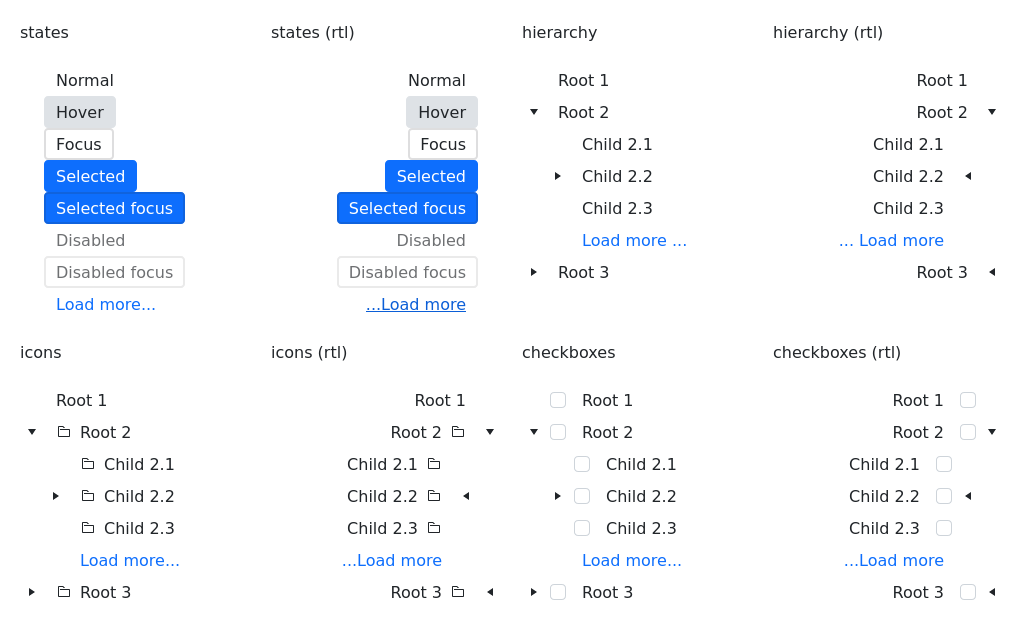 states
Normal
Hover
Focus
Selected
Selected focus
Disabled
Disabled focus
Load more...
states (rtl)
Normal
Hover
Focus
Selected
Selected focus
Disabled
Disabled focus
...Load more
hierarchy
Root 1
Root 2
Child 2.1
Child 2.2
Child 2.3
Load more ...
Root 3
hierarchy (rtl)
Root 1
Root 2
Child 2.1
Child 2.2
Child 2.3
... Load more
Root 3
icons
Root 1
Root 2
Child 2.1
Child 2.2
Child 2.3
Load more...
Root 3
icons (rtl)
Root 1
Root 2
Child 2.1
Child 2.2
Child 2.3
...Load more
Root 3
checkboxes
Root 1
Root 2
Child 2.1
Child 2.2
Child 2.3
Load more...
Root 3
checkboxes (rtl)
Root 1
Root 2
Child 2.1
Child 2.2
Child 2.3
...Load more
Root 3